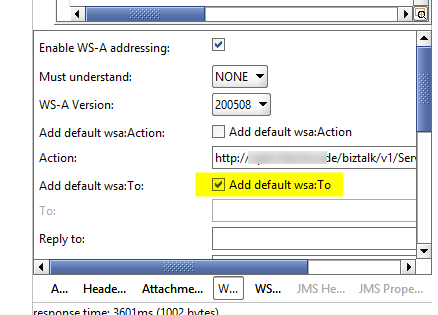 Enable WS-A addressing:
Must understand: NONE
WS-A Version: 200508
Add default wsa:Action: Add default wsa:Action
Action: http:// de/biztalk/v1/Ser
Add default wsa:To: Add default wsa:To
To:
Reply to:
A... Heade... Attachme... W... WS... JMS He... JMS Prope...
response time: 3601ms (1002 bytes)